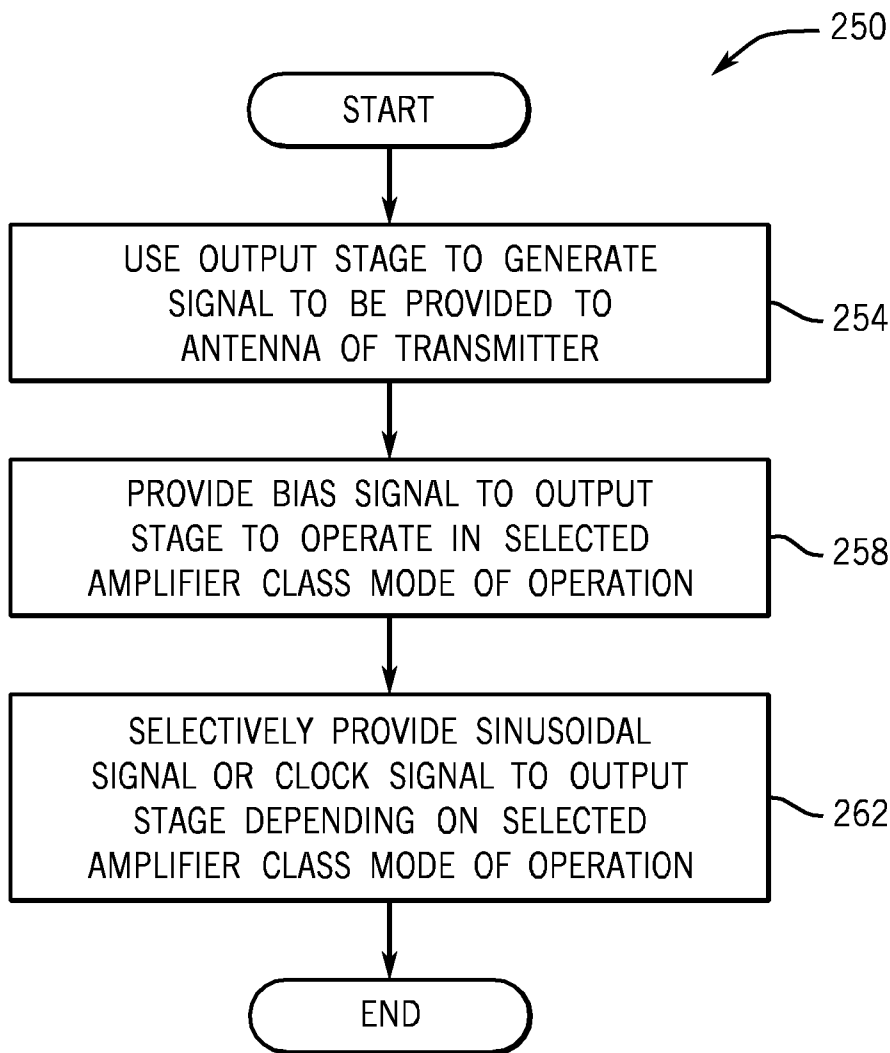 250
START
USE OUTPUT STAGE TO GENERATE
SIGNAL TO BE PROVIDED TO
ANTENNA OF TRANSMITTER
254
PROVIDE BIAS SIGNAL TO OUTPUT
STAGE TO OPERATE IN SELECTED
AMPLIFIER CLASS MODE OF OPERATION
258
SELECTIVELY PROVIDE SINUSOIDAL
SIGNAL OR CLOCK SIGNAL TO OUTPUT
STAGE DEPENDING ON SELECTED
AMPLIFIER CLASS MODE OF OPERATION
262
END